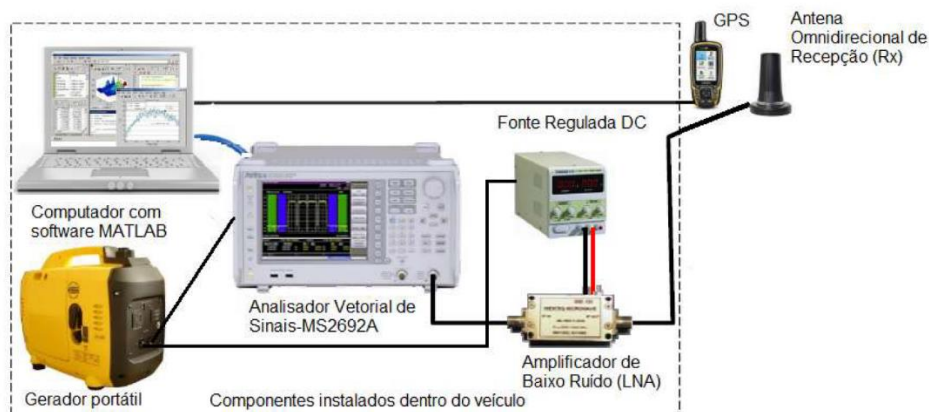 GPS
Antena
Omnidirecional de
Recepção (Rx)
Fonte Regulada DC
Computador com
software MATLAB
Analisador Vetorial de
Sinais-MS2692A
Amplificador de
Baixo Ruído (LNA)
Gerador portátil
Componentes instalados dentro do veículo